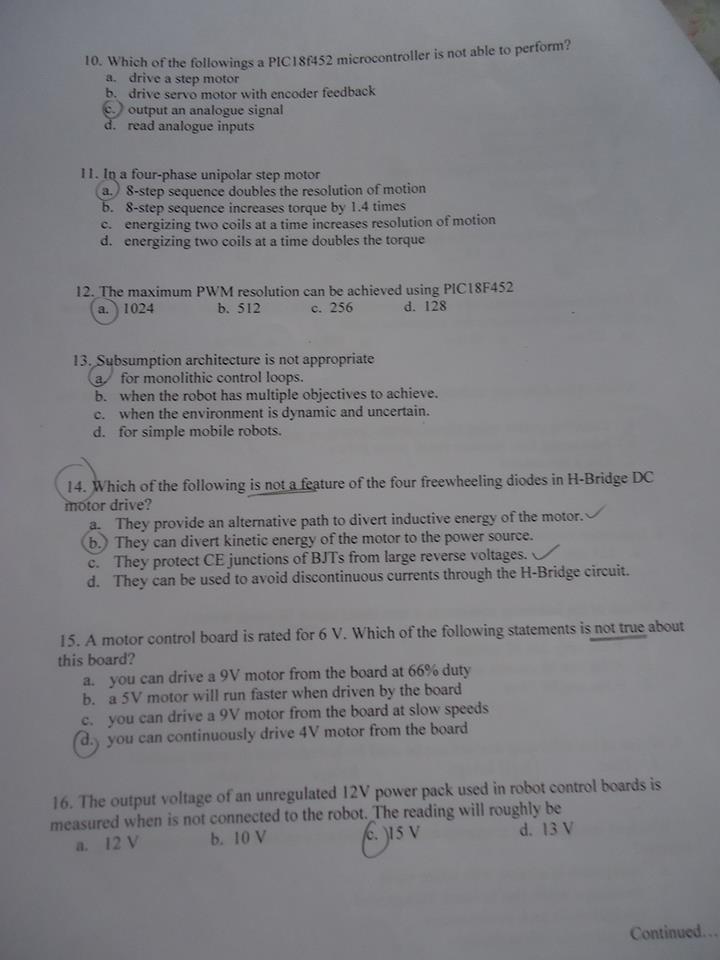 10. Which of the followings a PIC18f452 microcontroller is not able to perform?
a. drive a step motor
b. drive servo motor with encoder feedback
c. output an analogue signal
d. read analogue inputs
11. In a four-phase unipolar step motor
a. 8-step sequence doubles the resolution of motion
b. 8-step sequence increases torque by 1.4 times
c. energizing two coils at a time increases resolution of motion
d. energizing two coils at a time doubles the torque
12. The maximum PWM resolution can be achieved using PIC18F452
a. 1024 b. 512 c. 256 d. 128
13. Subsumption architecture is not appropriate
a. for monolithic control loops.
b. when the robot has multiple objectives to achieve.
c. when the environment is dynamic and uncertain.
d. for simple mobile robots.
14. Which of the following is not a feature of the four freewheeling diodes in H-Bridge DC
motor drive?
a. They provide an alternative path to divert inductive energy of the motor.
b. They can divert kinetic energy of the motor to the power source.
c. They protect CE junctions of BJTs from large reverse voltages.
d. They can be used to avoid discontinuous currents through the H-Bridge circuit.
15. A motor control board is rated for 6 V. Which of the following statements is not true about
this board?
a. you can drive a 9V motor from the board at 66% duty
b. a 5V motor will run faster when driven by the board
c. you can drive a 9V motor from the board at slow speeds
d. you can continuously drive 4V motor from the board
16. The output voltage of an unregulated 12V power pack used in robot control boards is
measured when is not connected to the robot. The reading will roughly be
a. 12 V b. 10 V c. 15 V d. 13 V
Continued...